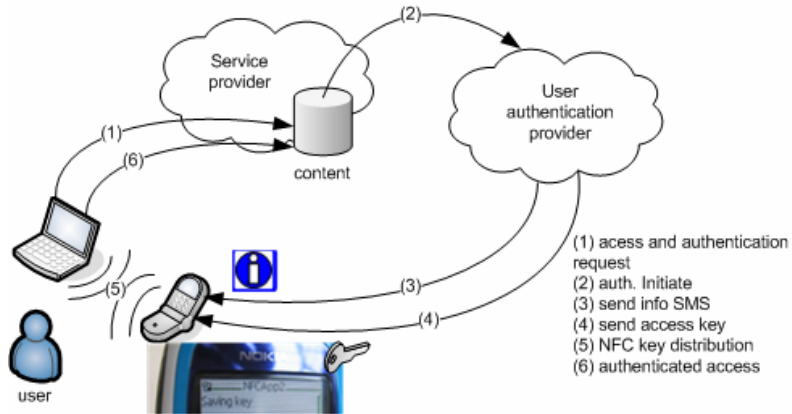 (2)
Service
provider
User
authentication
provider
(1)
(6)
content
(5)
(3)
(4)
user
NOKIA
NFCApp2
Saving key
(1) acess and authentication
request
(2) auth. Initiate
(3) send info SMS
(4) send access key
(5) NFC key distribution
(6) authenticated access